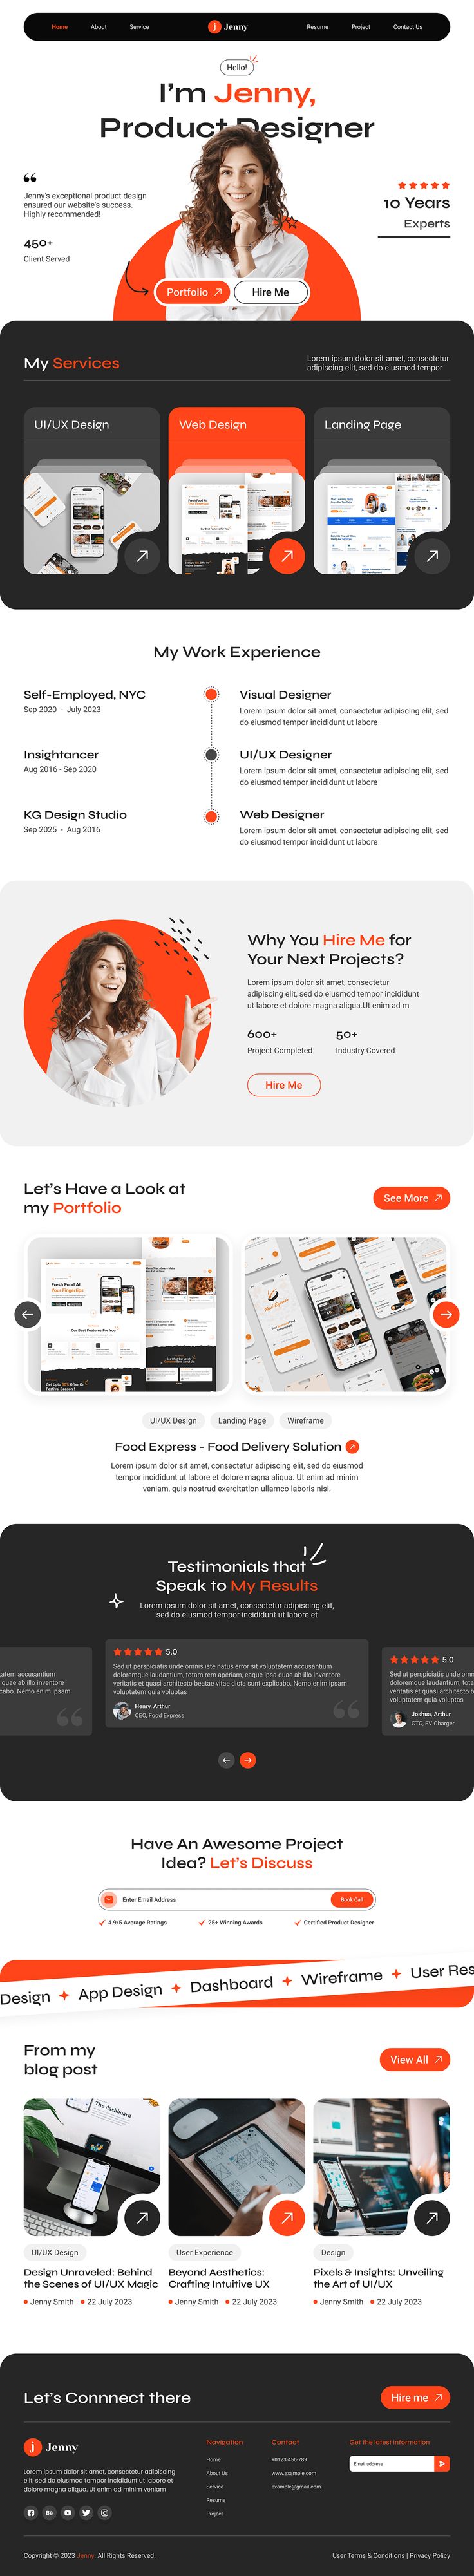 Home
About
Service
Jenny
Resume
Project
Contact Us
Hello!
I'm Jenny,
Product Designer
Jenny's exceptional product design
ensured our website's success.
Highly recommended!
450+
Client Served
10 Years
Experts
Portfolio
Hire Me
My Services
Lorem ipsum dolor sit amet, consectetur
adipiscing elit, sed do eiusmod tempor
UI/UX Design
Web Design
Landing Page
My Work Experience
Self-Employed, NYC
Sep 2020 - July 2023
Visual Designer
Lorem ipsum dolor sit amet, consectetur adipiscing elit, sed
do eiusmod tempor incididunt ut labore
Insightancer
Aug 2016 - Sep 2020
UI/UX Designer
Lorem ipsum dolor sit amet, consectetur adipiscing elit, sed
do eiusmod tempor incididunt ut labore
KG Design Studio
Sep 2025 - Aug 2016
Web Designer
Lorem ipsum dolor sit amet, consectetur adipiscing elit, sed
do eiusmod tempor incididunt ut labore
Why You Hire Me for
Your Next Projects?
Lorem ipsum dolor sit amet, consectetur
adipiscing elit, sed do eiusmod tempor incididunt
ut labore et dolore magna aliqua.Ut enim ad m
600+
Project Completed
50+
Industry Covered
Hire Me
Let's Have a Look at
my Portfolio
See More
Fresh Food At
Our Best Features For You
UI/UX Design
Landing Page
Wireframe
Food Express - Food Delivery Solution
Lorem ipsum dolor sit amet, consectetur adipiscing elit, sed do eiusmod
tempor incididunt ut labore et dolore magna aliqua. Ut enim ad minim
veniam, quis nostrud exercitation ullamco laboris nisi.
Testimonials that
Speak to My Results
Lorem ipsum dolor sit amet, consectetur adipiscing elit,
sed do eiusmod tempor incididunt ut labore et
atem accusantium
quae ab illo inventore
cabo. Nemo enim ipsam
5.0
Sed ut perspiciatis unde omnis iste natus error sit voluptatem accusantium
doloremque laudantium, totam rem aperiam, eaque ipsa quae ab illo inventore
veritatis et quasi architecto beatae vitae dicta sunt explicabo. Nemo enim ipsam
voluptatem quia voluptas
Henry, Arthur
CEO, Food Express
5.0
Sed ut perspiciatis unde omn
doloremque laudantium, tota
veritatis et quasi architecto b
voluptatem quia voluptas
Joshua, Arthur
CTO, EV Charger
Have An Awesome Project
Idea? Let's Discuss
Enter Email Address
Book Call
4.9/5 Average Ratings
25+ Winning Awards
Certified Product Designer
Design
App Design
Dashboard
Wireframe
User Res
From my
blog post
View All
The dashboard
UI/UX Design
Design Unraveled: Behind
the Scenes of UI/UX Magic
Jenny Smith
22 July 2023
User Experience
Beyond Aesthetics:
Crafting Intuitive UX
Jenny Smith
22 July 2023
Design
Pixels & Insights: Unveiling
the Art of UI/UX
Jenny Smith
22 July 2023
Let's Connnect there
Hire me
Jenny
Lorem ipsum dolor sit amet, consectetur adipiscing
elit, sed do eiusmod tempor incididunt ut labore et
dolore magna aliqua. Ut enim ad minim veniam
Navigation
Home
About Us
Service
Resume
Project
Contact
+0123-456-789
www.example.com
example@gmail.com
Get the latest information
Email address
Copyright © 2023 Jenny. All Rights Reserved.
User Terms & Conditions | Privacy Policy